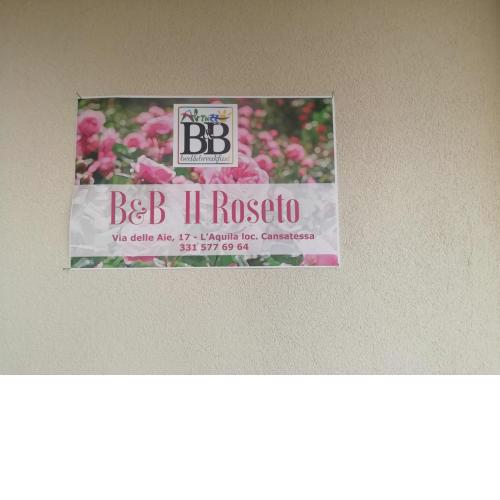 B&B
bed&breakfast
B&B Il Roseto
Via delle Aie, 17 - L'Aquila loc. Cansatessa
331 577 69 64